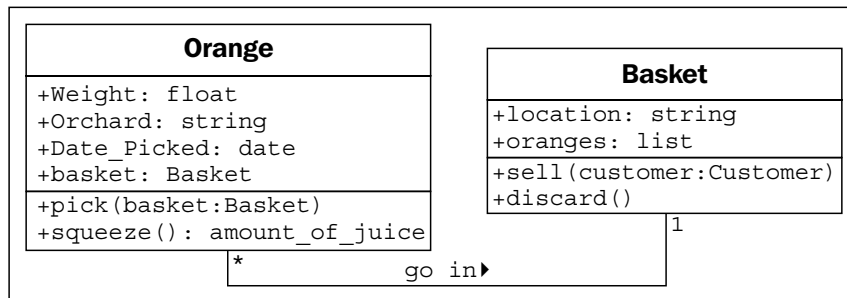 Orange
+Weight: float
+Orchard: string
+Date_Picked: date
+basket: Basket
+pick(basket:Basket)
+squeeze(): amount_of_juice
Basket
+location: string
+oranges: list
+sell(customer:Customer)
+discard()
*
go in
1